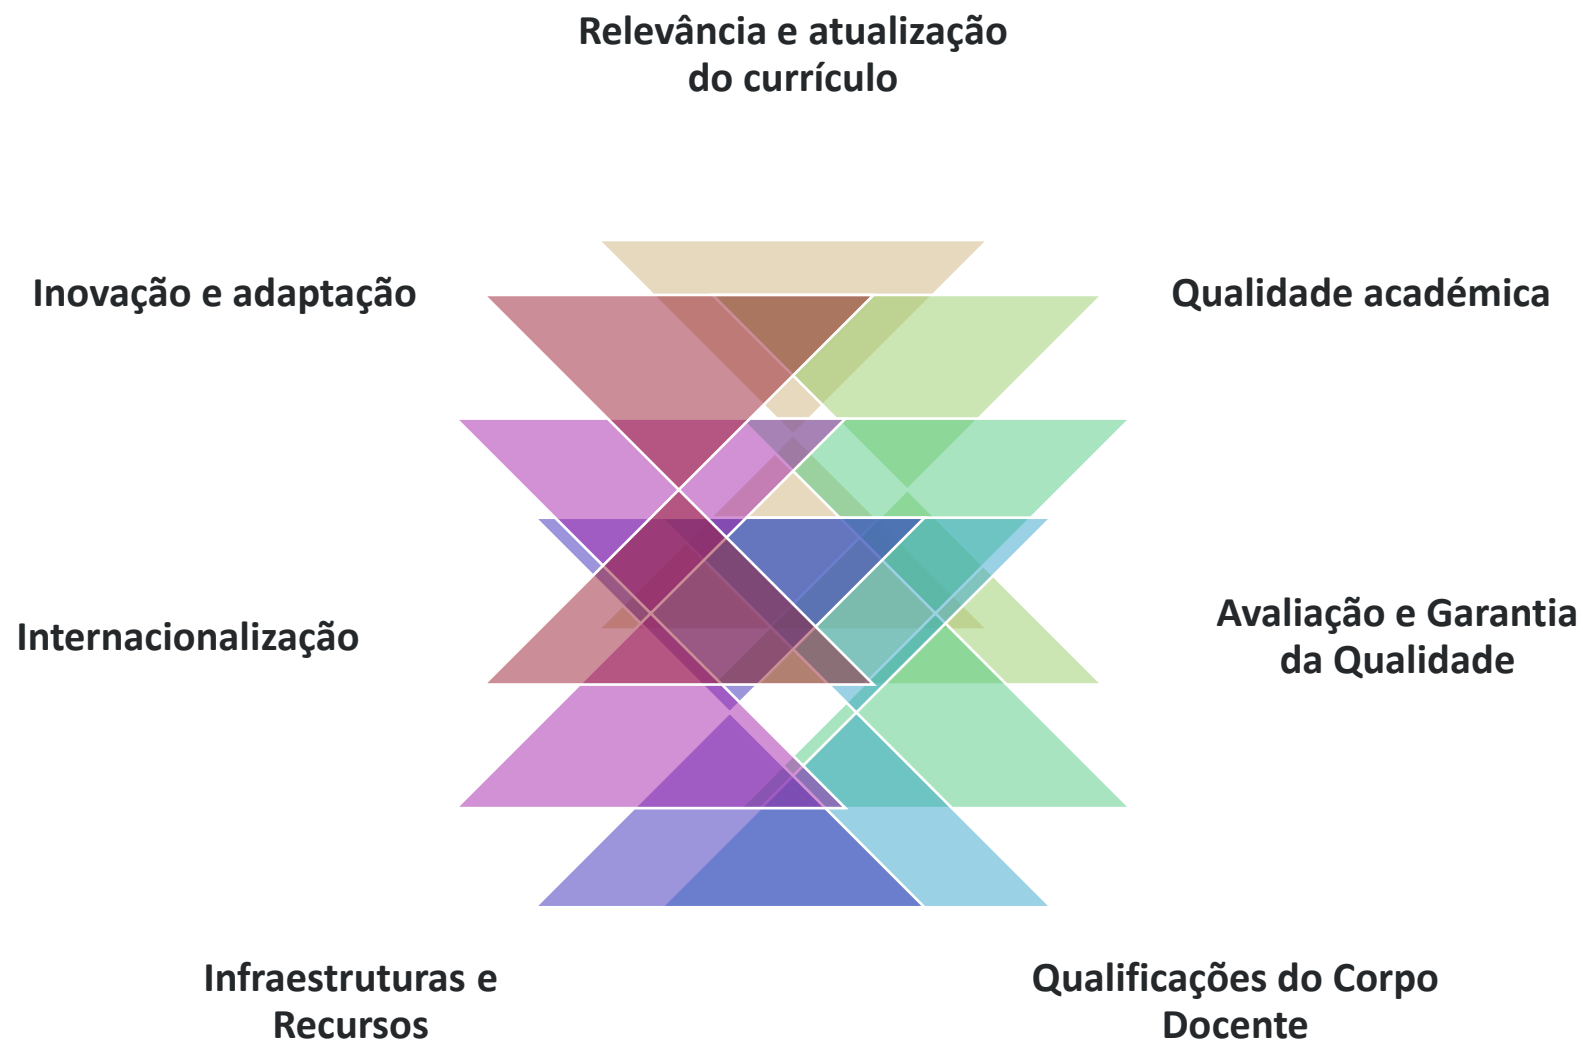 Relevância e atualização
do currículo
Inovação e adaptação
Qualidade académica
Internacionalização
Avaliação e Garantia
da Qualidade
Infraestruturas e
Recursos
Qualificações do Corpo
Docente